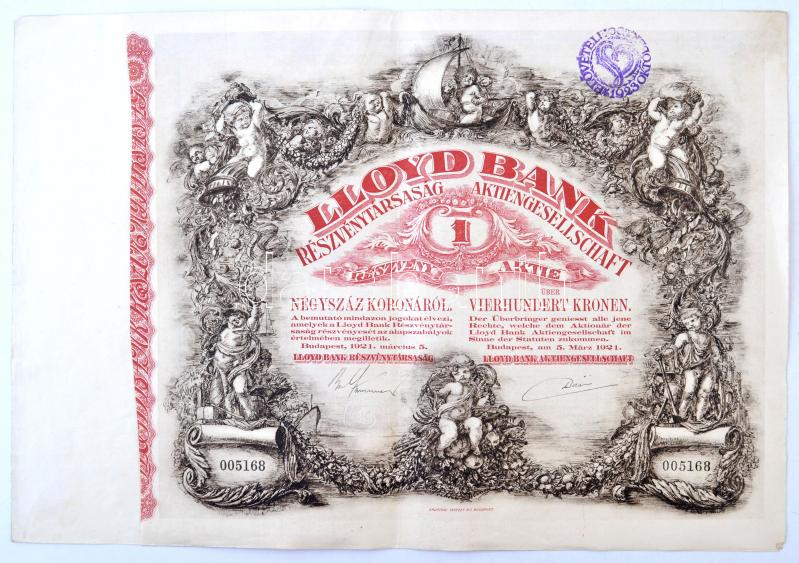 LLOYD BANK
RÉSZVÉNYTÁRSASÁG AKTIENGESELLSCHAFT
1
RÉSZVÉNY AKTIE
NÉGYSZÁZ KORONÁRÓL.
A bemutató mindazon jogokat élvezi,
amelyek a Lloyd Bank Részvénytár-
saság részvényesét az alapszabályok
értelmében megilletik.
Budapest, 1921. március 5.
LLOYD BANK RÉSZVÉNYTÁRSASÁG
ÜBER
VIERHUNDERT KRONEN.
Der Überbringer geniesst alle jene
Rechte, welche dem Aktionär der
Lloyd Bank Aktiengesellschaft im
Sinne der Statuten zukommen.
Budapest, am 5. März 1921.
LLOYD BANK AKTIENGESELLSCHAFT
005168
005168